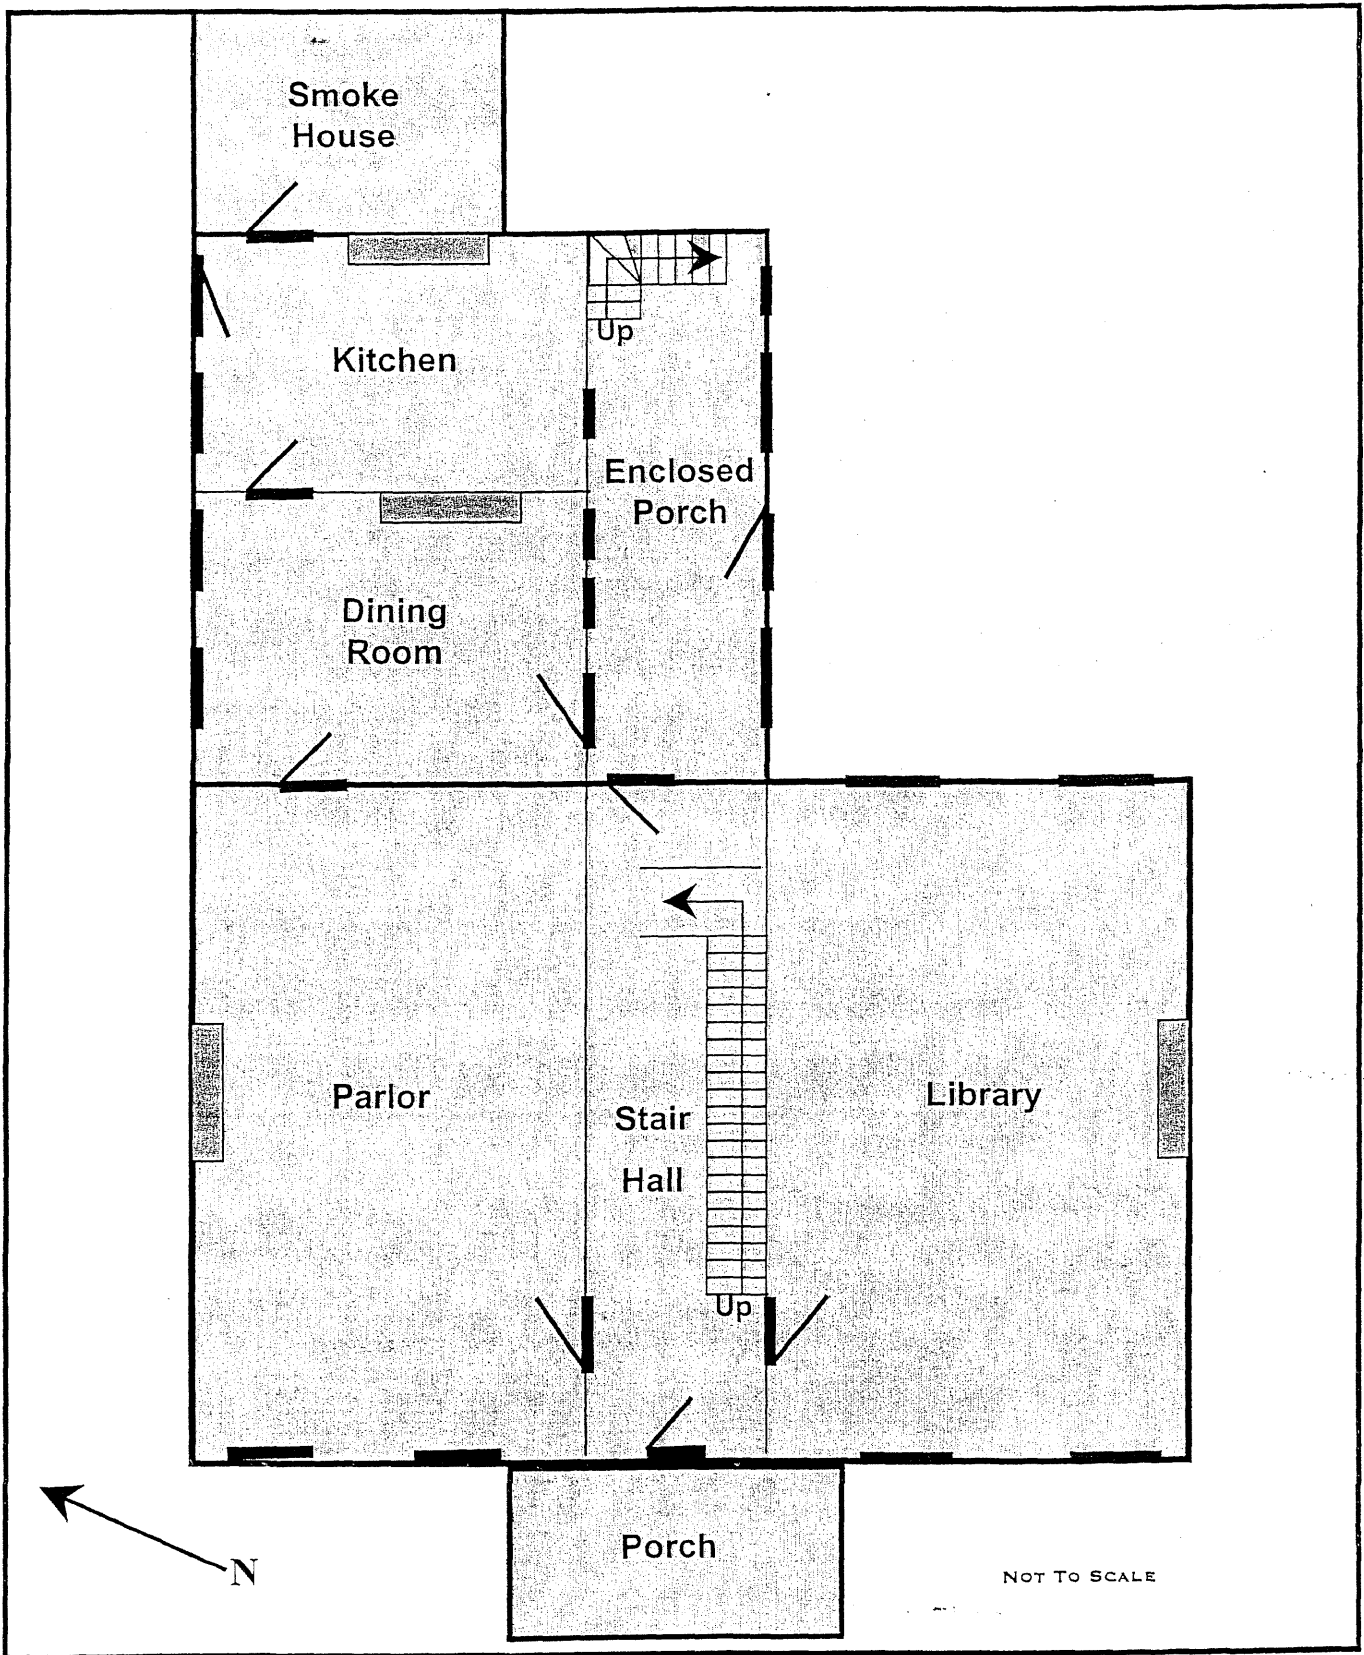 Smoke
House
Up
Kitchen
Enclosed
Porch
Dining
Room
Parlor
Library
Stair
Hall
Up
Porch
N
NOT TO SCALE